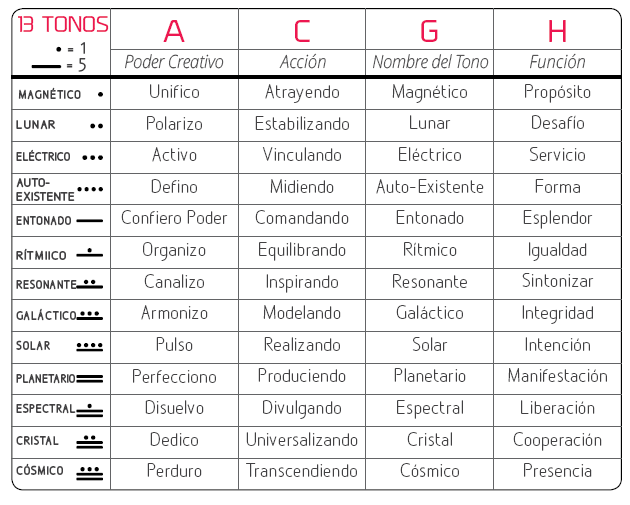 13 TONOS A C G H
• = 1
— = 5 Poder Creativo Acción Nombre del Tono Función
MAGNÉTICO Unifico Atrayendo Magnético Propósito
LUNAR Polarizo Estabilizando Lunar Desafío
ELÉCTRICO Activo Vinculando Eléctrico Servicio
AUTO-
EXISTENTE Defino Midiendo Auto-Existente Forma
ENTONADO Confiero Poder Comandando Entonado Esplendor
RÍTMIICO Organizo Equilibrando Rítmico Igualdad
RESONANTE Canalizo Inspirando Resonante Sintonizar
GALÁCTICO Armonizo Modelando Galáctico Integridad
SOLAR Pulso Realizando Solar Intención
PLANETARIO Perfecciono Produciendo Planetario Manifestación
ESPECTRAL Disuelvo Divulgando Espectral Liberación
CRISTAL Dedico Universalizando Cristal Cooperación
CÓSMICO Perduro Transcendiendo Cósmico Presencia